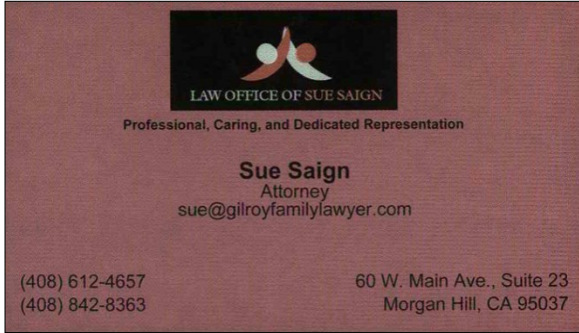 LAW OFFICE OF SUE SAIGN
Professional, Caring, and Dedicated Representation
Sue Saign
Attorney
sue@gilroyfamilylawyer.com
(408) 612-4657
(408) 842-8363
60 W. Main Ave., Suite 23
Morgan Hill, CA 95037